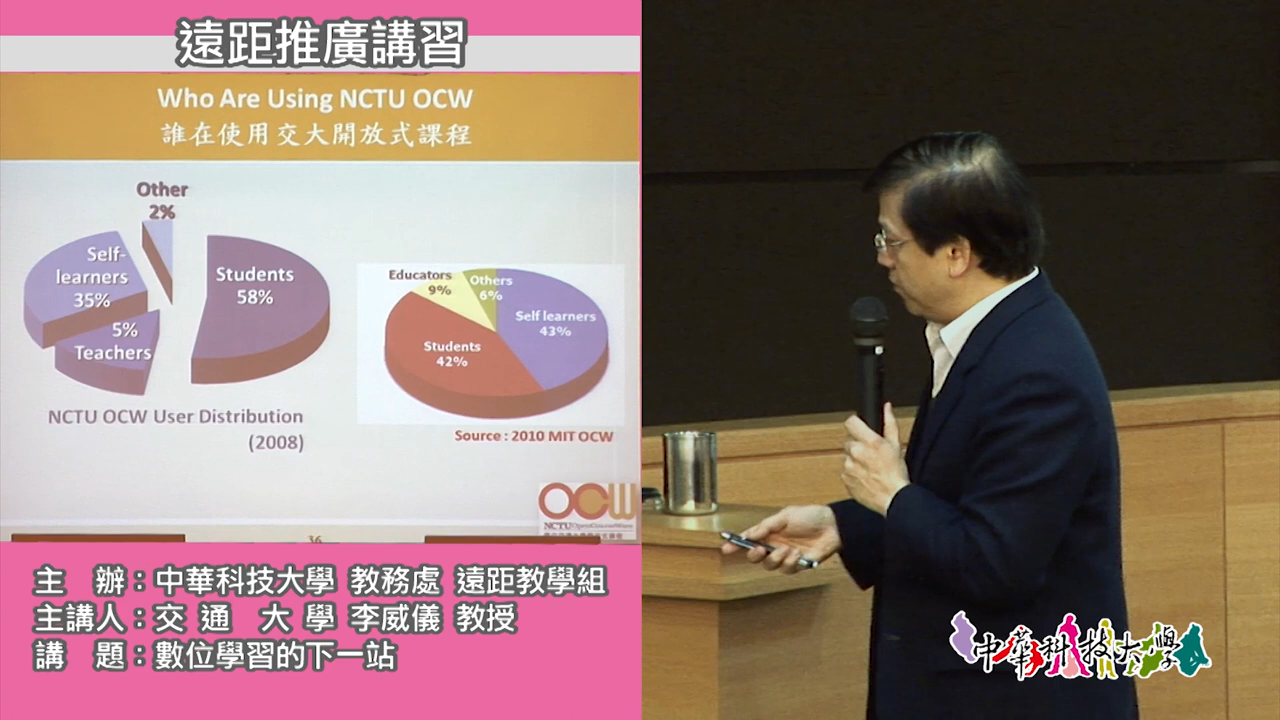 遠距推廣講習
Who Are Using NCTU OCW
誰在使用交大開放式課程
Other
2%
Self-
learners
35%
Students
58%
5%
Teachers
NCTU OCW User Distribution
(2008)
Educators
9%
Others
6%
Self learners
43%
Students
42%
Source : 2010 MIT OCW
OCW
NCTU OpenCourseWare
36
主 辦：中華科技大學 教務處 遠距教學組
主講人：交 通 大 學 李威儀 教授
講 題：數位學習的下一站
中華科技大學